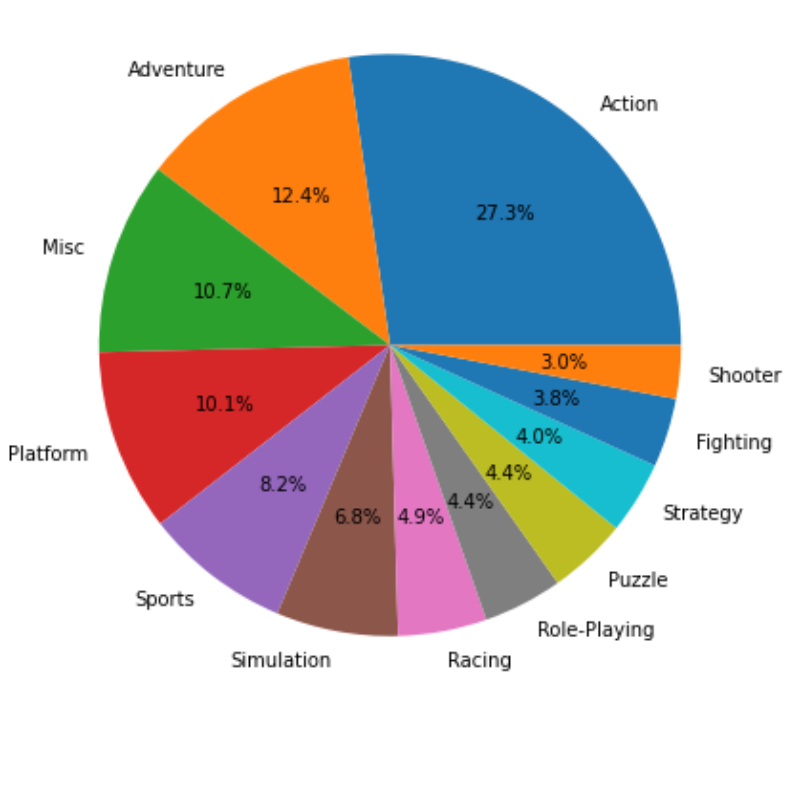 Adventure
Action
12.4%
27.3%
Misc
10.7%
3.0%
Shooter
3.8%
10.1%
4.0%
Fighting
Platform
4.4%
8.2%
4.4%
Strategy
6.8%
4.9%
Puzzle
Sports
Role-Playing
Simulation
Racing